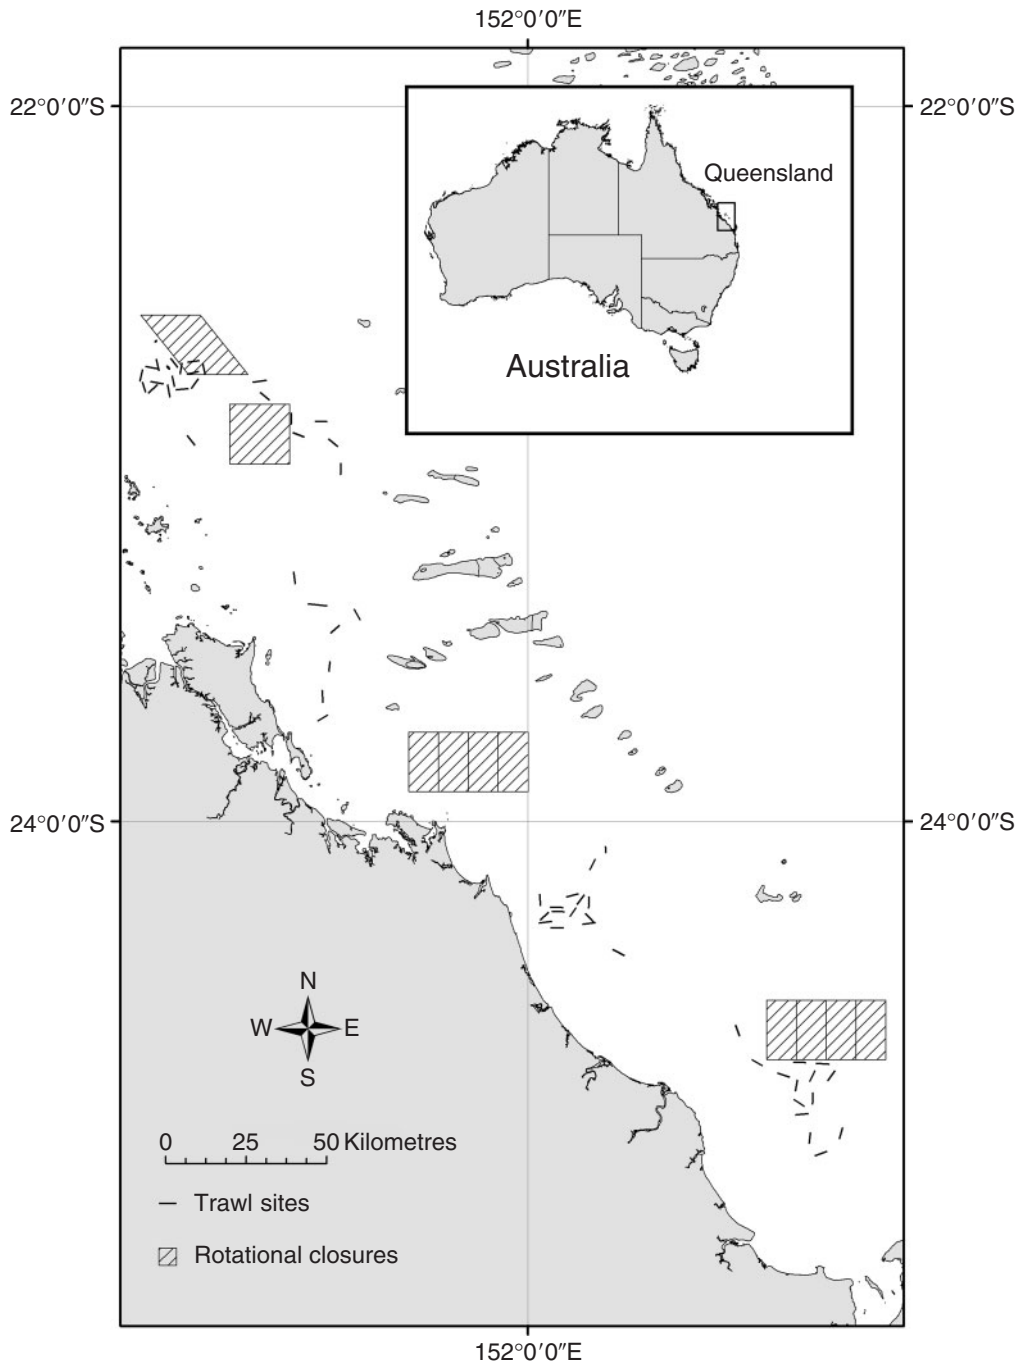 152°0′0″E
22°0′0″S
22°0′0″S
Queensland
Australia
24°0′0″S
24°0′0″S
N
W
E
S
0 25 50 Kilometres
Trawl sites
Rotational closures
152°0′0″E